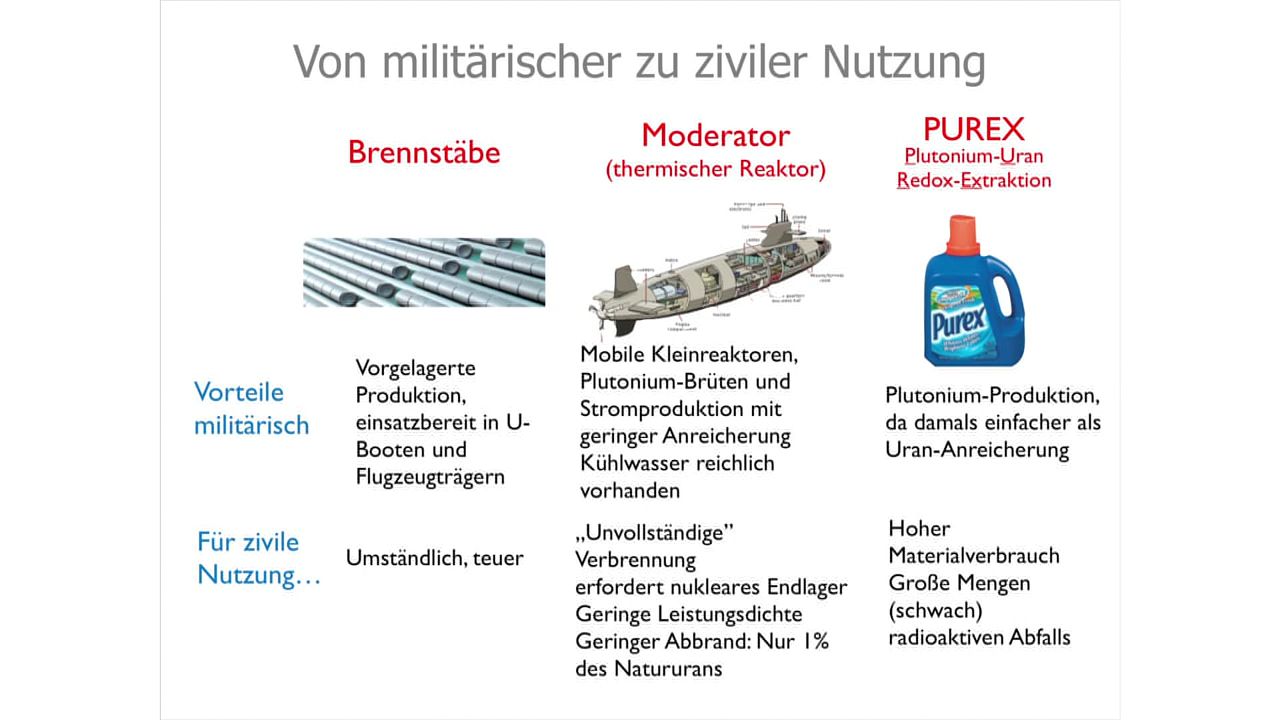 Von militärischer zu ziviler Nutzung
Brennstäbe
Moderator
(thermischer Reaktor)
PUREX
Plutonium-Uran
Redox-Extraktion
Purex
Vorteile
militärisch
Vorgelagerte
Produktion,
einsatzbereit in U-
Booten und
Flugzeugträgern
Mobile Kleinreaktoren,
Plutonium-Brüten und
Stromproduktion mit
geringer Anreicherung
Kühlwasser reichlich
vorhanden
Plutonium-Produktion,
da damals einfacher als
Uran-Anreicherung
Für zivile
Nutzung...
Umständlich, teuer
„Unvollständige”
Verbrennung
erfordert nukleares Endlager
Geringe Leistungsdichte
Geringer Abbrand: Nur 1%
des Natururans
Hoher
Materialverbrauch
Große Mengen
(schwach)
radioaktiven Abfalls